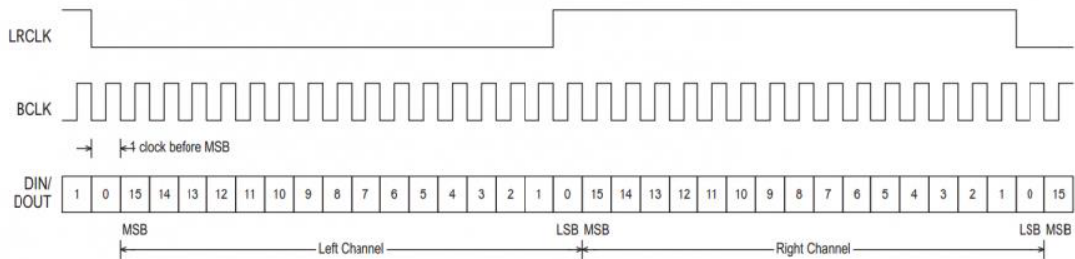 LRCLK
BCLK
1 clock before MSB
DIN/
DOUT
1 0 15 14 13 12 11 10 9 8 7 6 5 4 3 2 1 0 15 14 13 12 11 10 9 8 7 6 5 4 3 2 1 0 15
MSB LSB MSB LSB MSB
Left Channel Right Channel